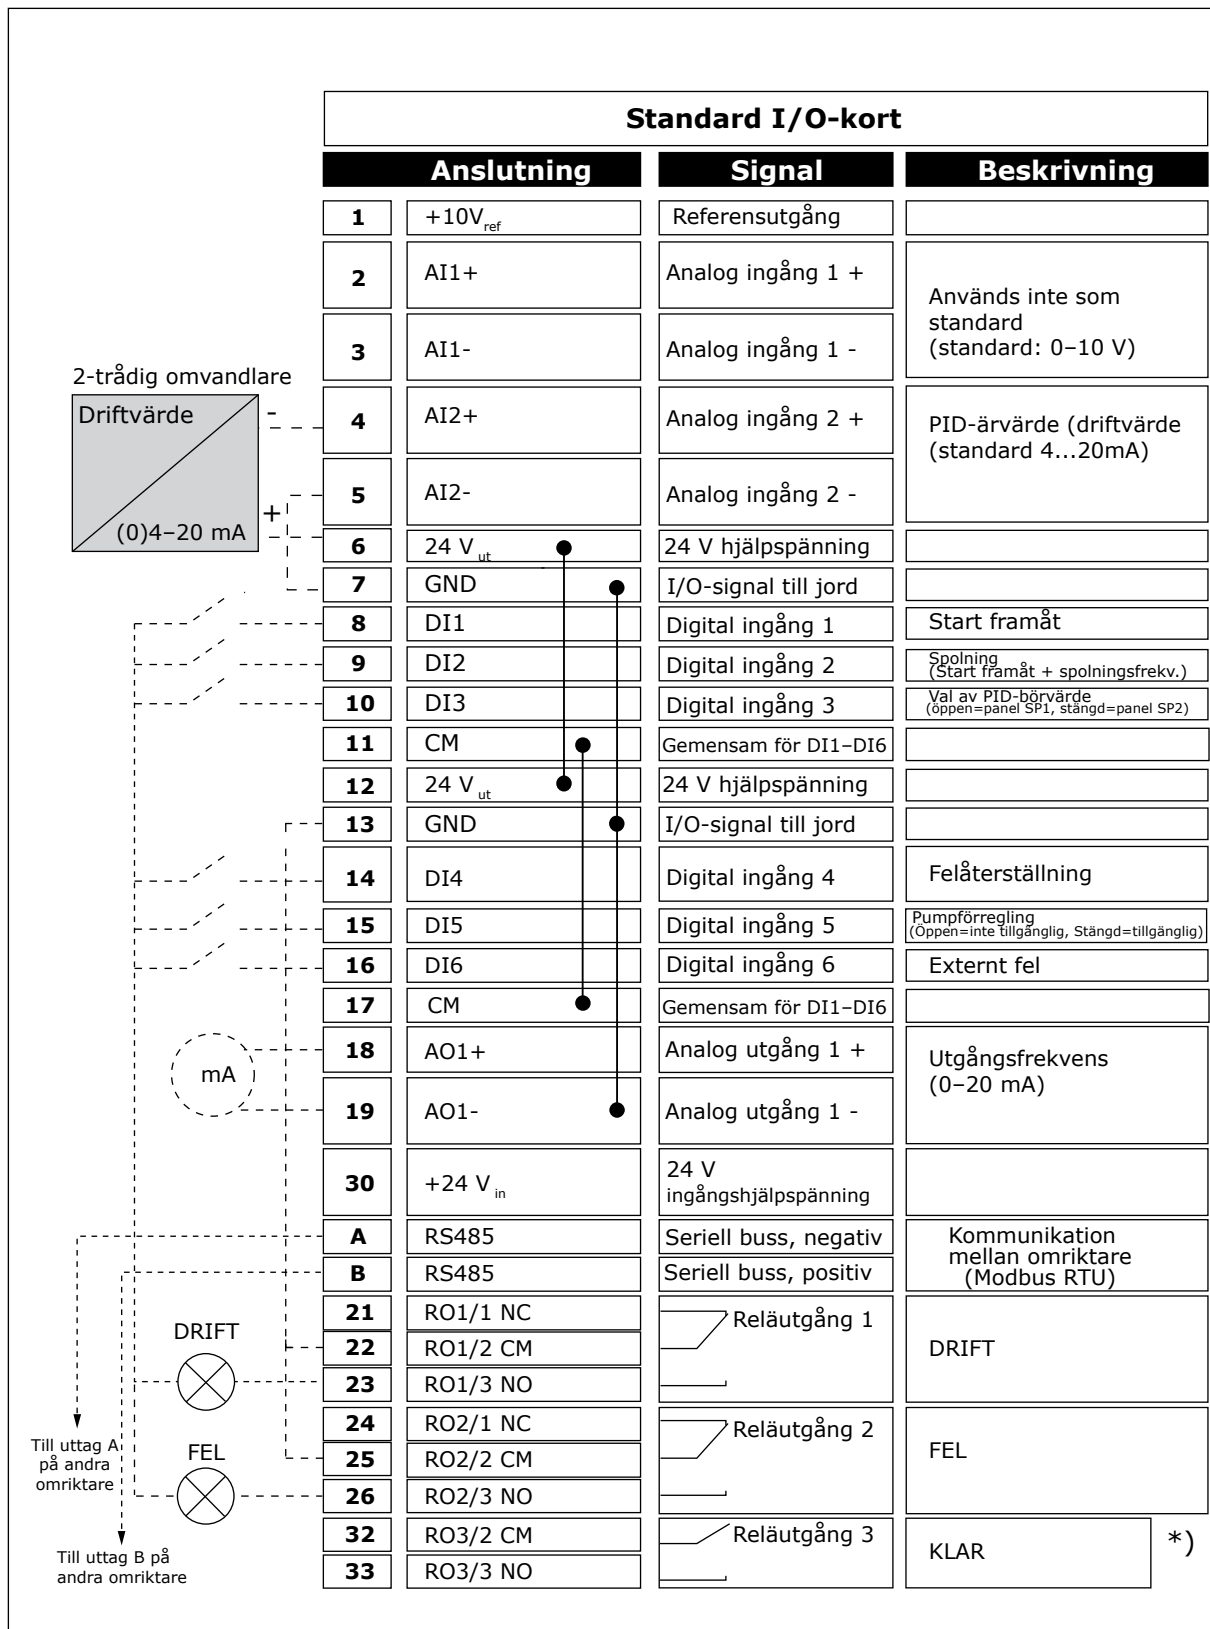 Standard I/O-kort
Anslutning Signal Beskrivning
1 +10Vref Referensutgång
2 AI1+ Analog ingång 1 +
Används inte som
standard
(standard: 0–10 V)
3 AI1- Analog ingång 1 -
2-trådig omvandlare
Driftvärde
-
4 AI2+ Analog ingång 2 +
PID-ärvärde (driftvärde
(standard 4...20mA)
5 AI2- Analog ingång 2 -
+
(0)4–20 mA
6 24 V ut 24 V hjälpspänning
7 GND I/O-signal till jord
8 DI1 Digital ingång 1 Start framåt
9 DI2 Digital ingång 2 Spolning
(Start framåt + spolningsfrekv.)
10 DI3 Digital ingång 3 Val av PID-börvärde
(öppen=panel SP1, stängd=panel SP2)
11 CM Gemensam för DI1–DI6
12 24 V ut 24 V hjälpspänning
13 GND I/O-signal till jord
14 DI4 Digital ingång 4 Felåterställning
15 DI5 Digital ingång 5 Pumpförregling
(Öppen=inte tillgänglig, Stängd=tillgänglig)
16 DI6 Digital ingång 6 Externt fel
17 CM Gemensam för DI1–DI6
18 AO1+ Analog utgång 1 +
mA
Utgångsfrekvens
(0–20 mA)
19 AO1- Analog utgång 1 -
30 +24 V in 24 V
ingångshjälpspänning
A RS485 Seriell buss, negativ
Kommunikation
mellan omriktare
(Modbus RTU)
B RS485 Seriell buss, positiv
21 RO1/1 NC Reläutgång 1
DRIFT
22 RO1/2 CM DRIFT
23 RO1/3 NO
24 RO2/1 NC Reläutgång 2
Till uttag A
på andra
omriktare
FEL
25 RO2/2 CM FEL
26 RO2/3 NO
32 RO3/2 CM Reläutgång 3
KLAR *)
Till uttag B på
andra omriktare
33 RO3/3 NO